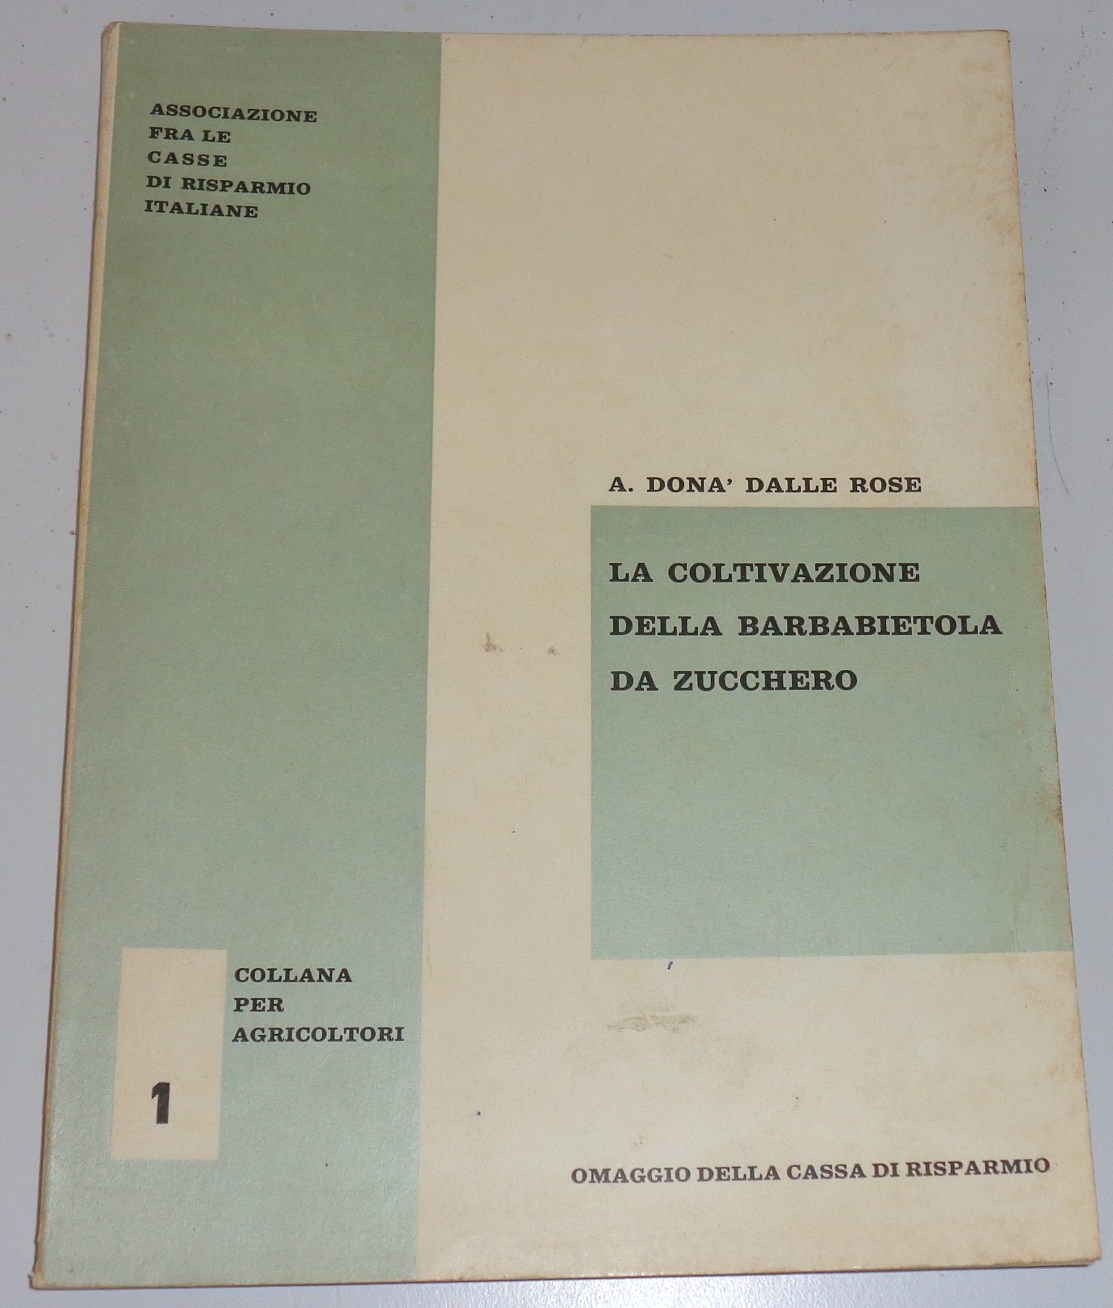 ASSOCIAZIONE
FRA LE
CASSE
DI RISPARMIO
ITALIANE
A. DONA' DALLE ROSE
LA COLTIVAZIONE
DELLA BARBABIETOLA
DA ZUCCHERO
COLLANA
PER
AGRICOLTORI
1
OMAGGIO DELLA CASSA DI RISPARMIO